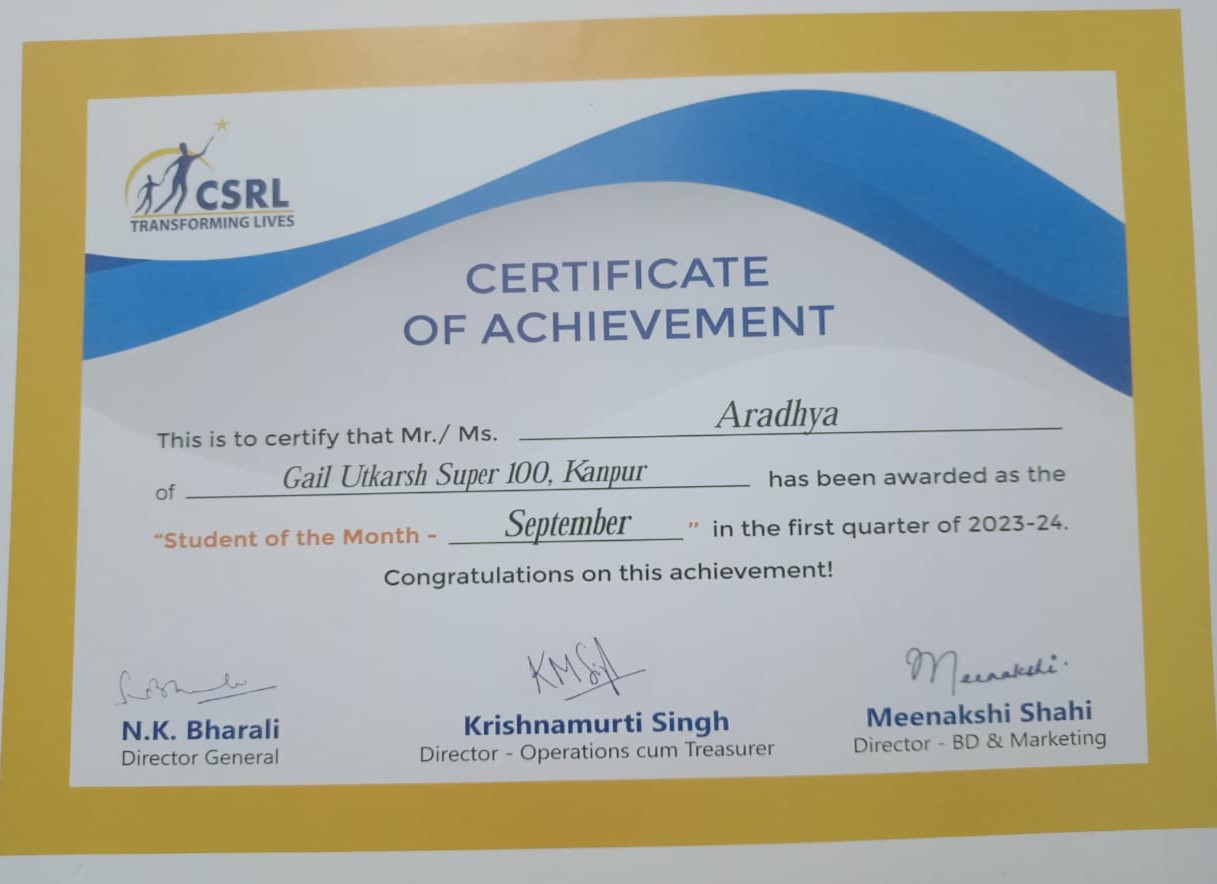 CSRL
TRANSFORMING LIVES
CERTIFICATE
OF ACHIEVEMENT
This is to certify that Mr./ Ms. Aradhya
of Gail Utkarsh Super 100, Kanpur has been awarded as the
“Student of the Month - September ” in the first quarter of 2023-24.
Congratulations on this achievement!
KMSingh Meenakshi.
N.K. Bharali Krishnamurti Singh Meenakshi Shahi
Director General Director - Operations cum Treasurer Director - BD & Marketing